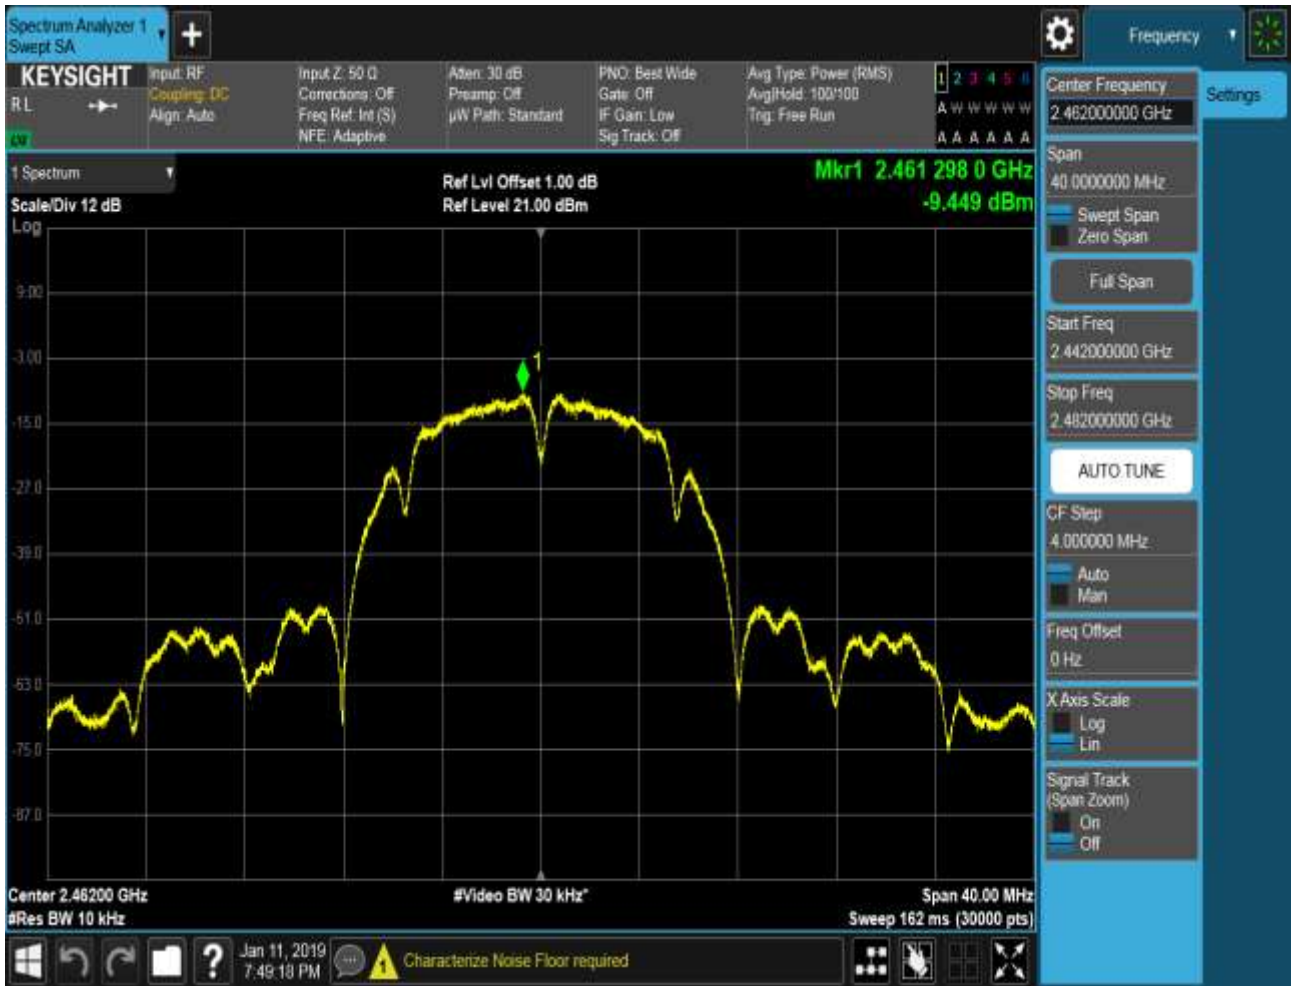 Spectrum Analyzer 1
Swept SA
Frequency
KEYSIGHT
R L
Input: RF
Coupling: DC
Align: Auto
Input Z: 50 Ω
Corrections: Off
Freq Ref: Int (S)
NFE: Adaptive
Atten: 30 dB
Preamp: Off
µW Path: Standard
PNO: Best Wide
Gate: Off
IF Gain: Low
Sig Track: Off
Avg Type: Power (RMS)
Avg|Hold: 100/100
Trig: Free Run
1 2 3 4 5 6
A W W W W W
A A A A A A
1 Spectrum
Scale/Div 12 dB
Log
Ref Lvl Offset 1.00 dB
Ref Level 21.00 dBm
Mkr1 2.461 298 0 GHz
-9.449 dBm
9.00
-3.00
-15.0
-27.0
-39.0
-51.0
-63.0
-75.0
-87.0
1
Center 2.46200 GHz
#Res BW 10 kHz
#Video BW 30 kHz*
Span 40.00 MHz
Sweep 162 ms (30000 pts)
Center Frequency
2.462000000 GHz
Settings
Span
40.0000000 MHz
Swept Span
Zero Span
Full Span
Start Freq
2.442000000 GHz
Stop Freq
2.482000000 GHz
AUTO TUNE
CF Step
4.000000 MHz
Auto
Man
Freq Offset
0 Hz
X Axis Scale
Log
Lin
Signal Track
(Span Zoom)
On
Off
?
Jan 11, 2019
7:49:18 PM
1
Characterize Noise Floor required